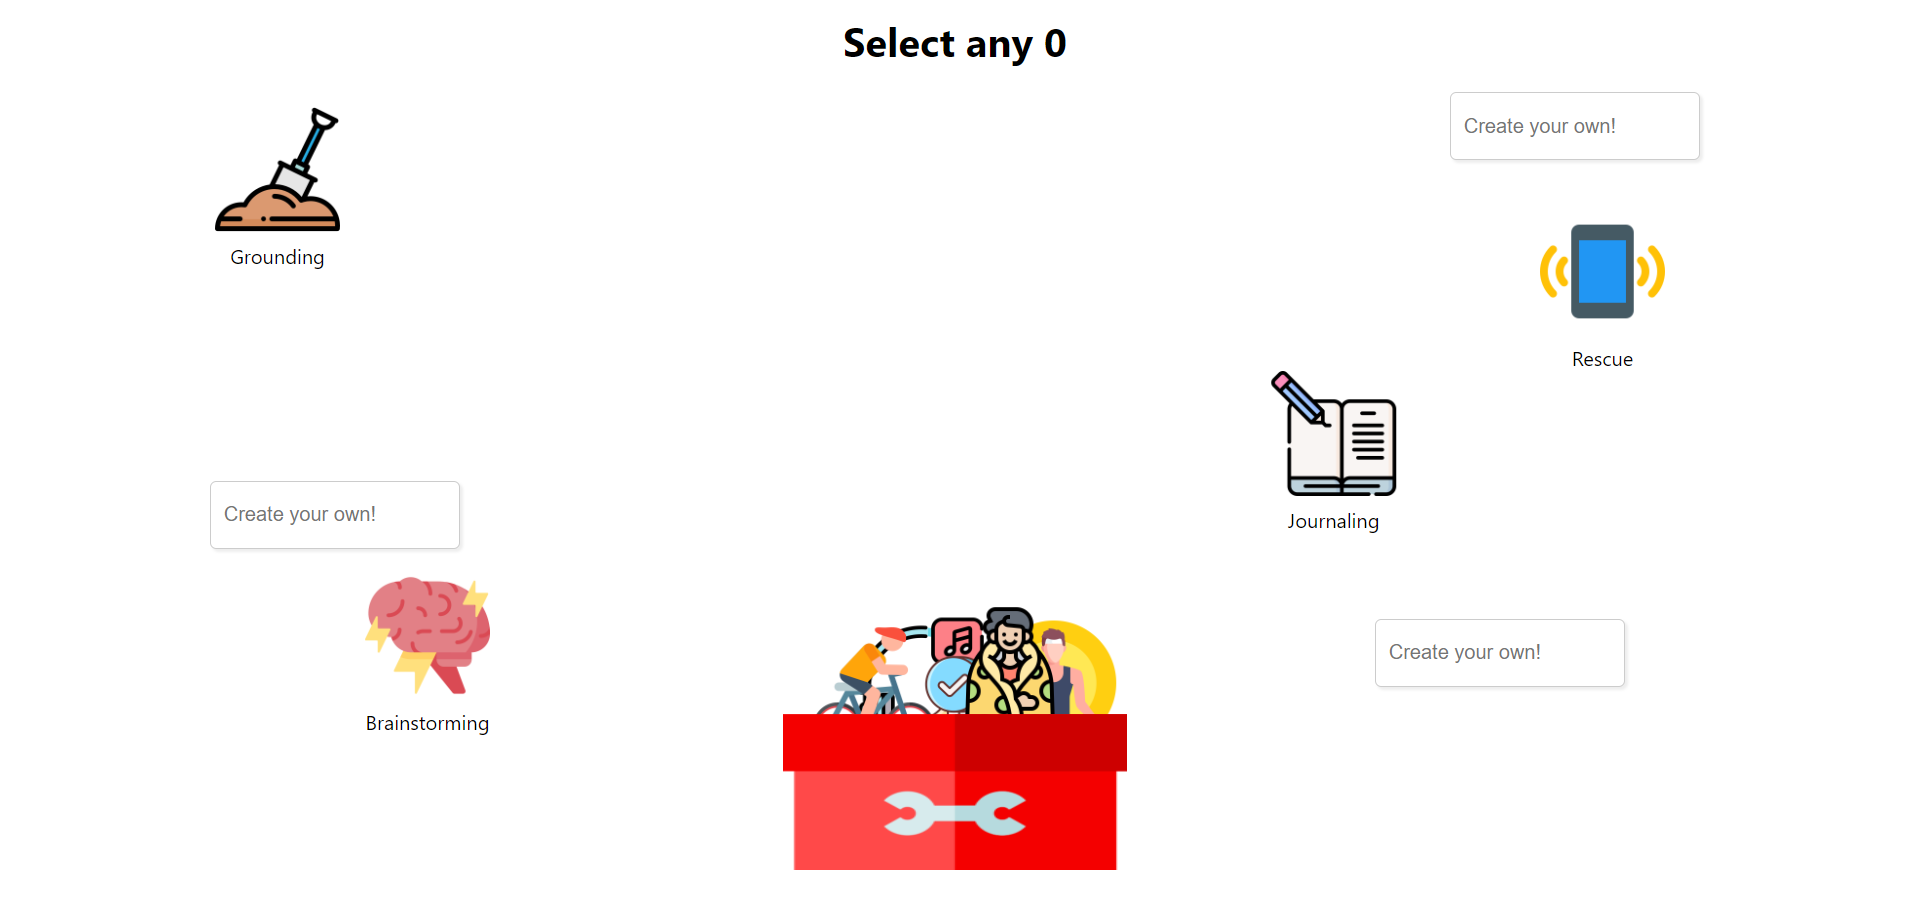 Select any 0
Create your own!
Grounding
Rescue
Create your own!
Journaling
Create your own!
Brainstorming